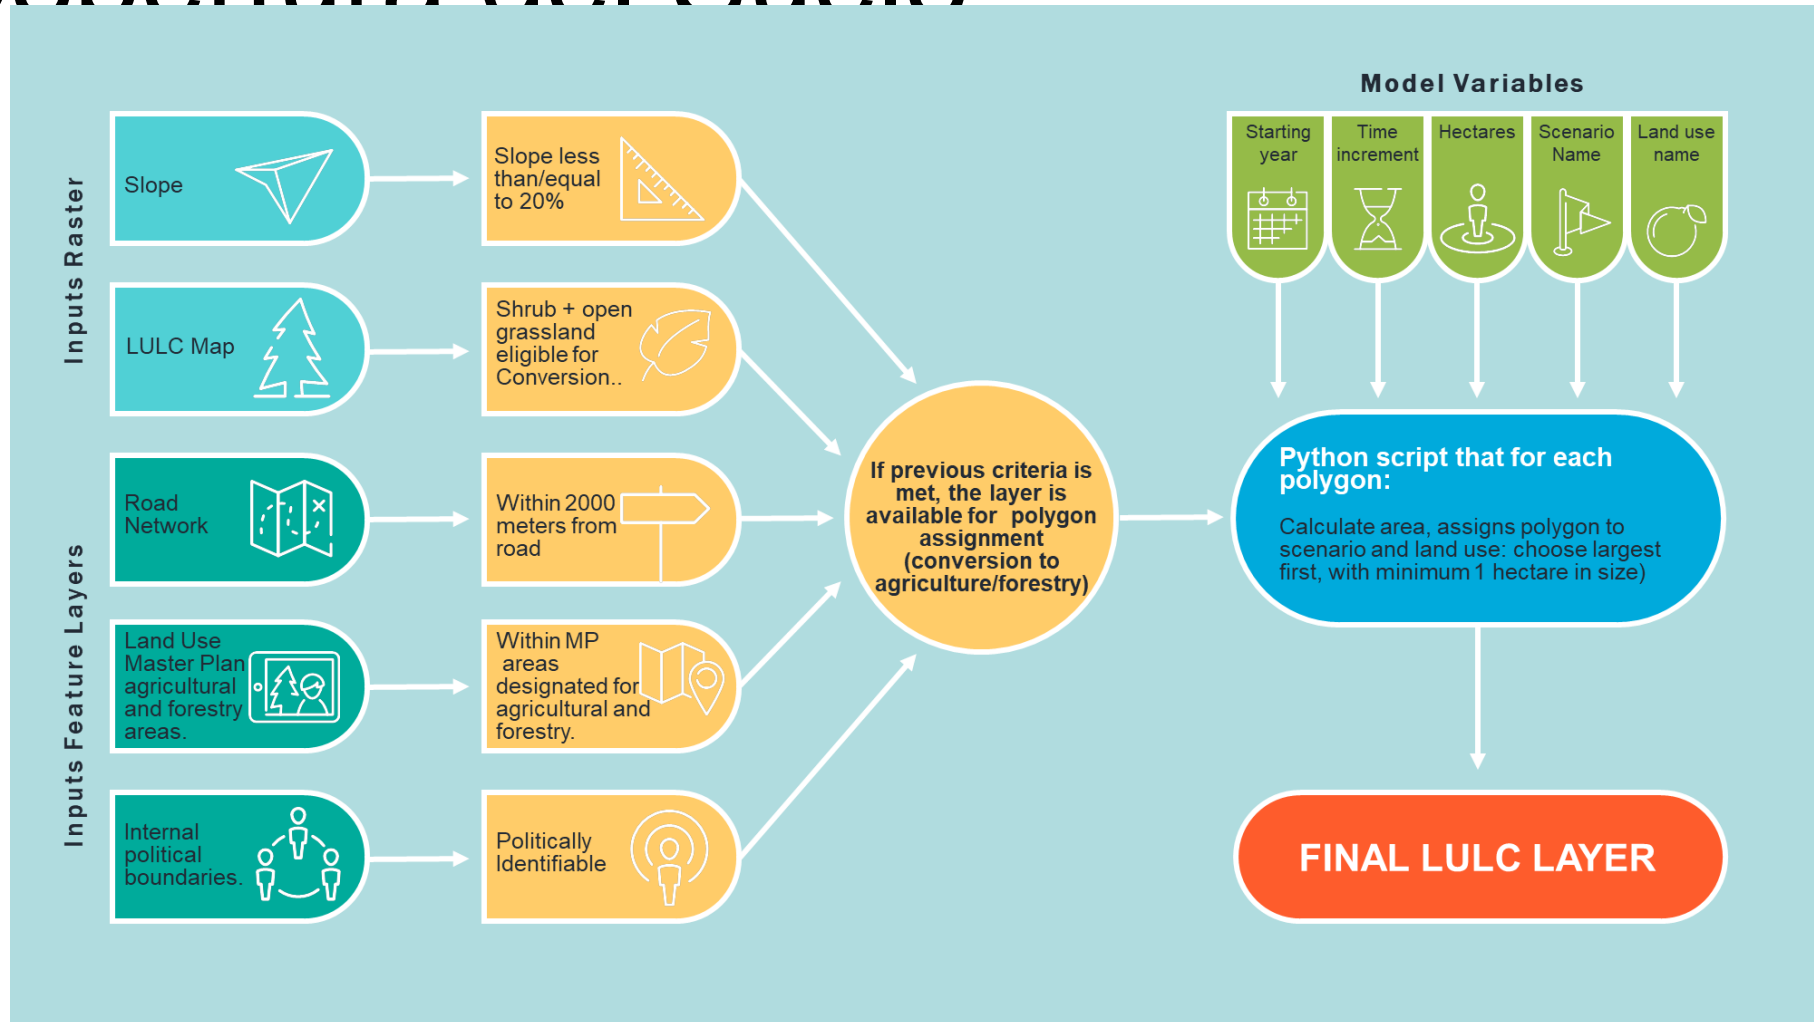 Model Variables
Starting
year
Time
increment
Hectares
Scenario
Name
Land use
name
Inputs Raster
Slope
Slope less
than/equal
to 20%
LULC Map
Shrub + open
grassland
eligible for
Conversion..
Inputs Feature Layers
Road
Network
Within 2000
meters from
road
Land Use
Master Plan
agricultural
and forestry
areas.
Within MP
areas
designated for
agricultural and
forestry.
Internal
political
boundaries.
Politically
Identifiable
If previous criteria is
met, the layer is
available for polygon
assignment
(conversion to
agriculture/forestry)
Python script that for each
polygon:
Calculate area, assigns polygon to
scenario and land use: choose largest
first, with minimum 1 hectare in size)
FINAL LULC LAYER